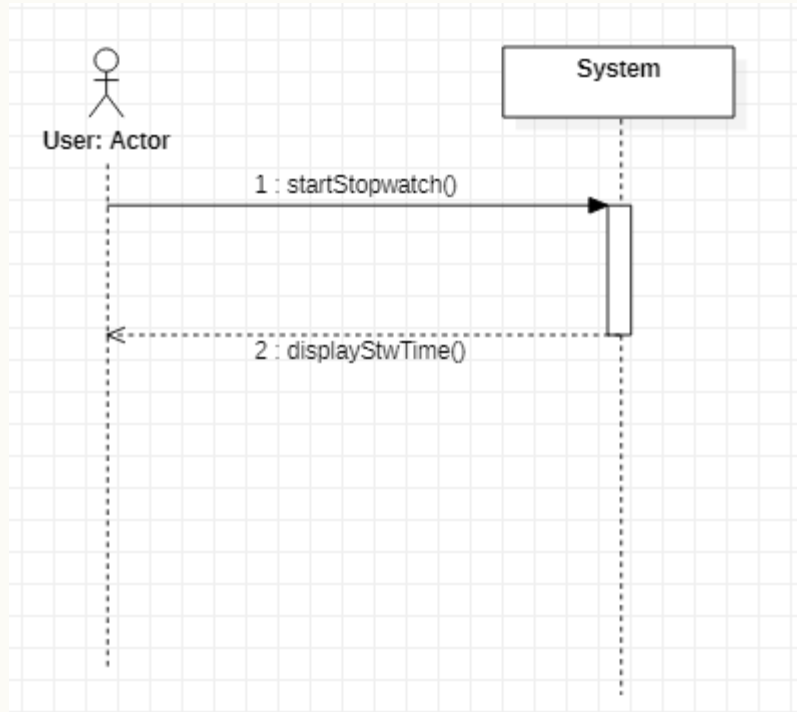 System
User: Actor
1 : startStopwatch()
2 : displayStwTime()